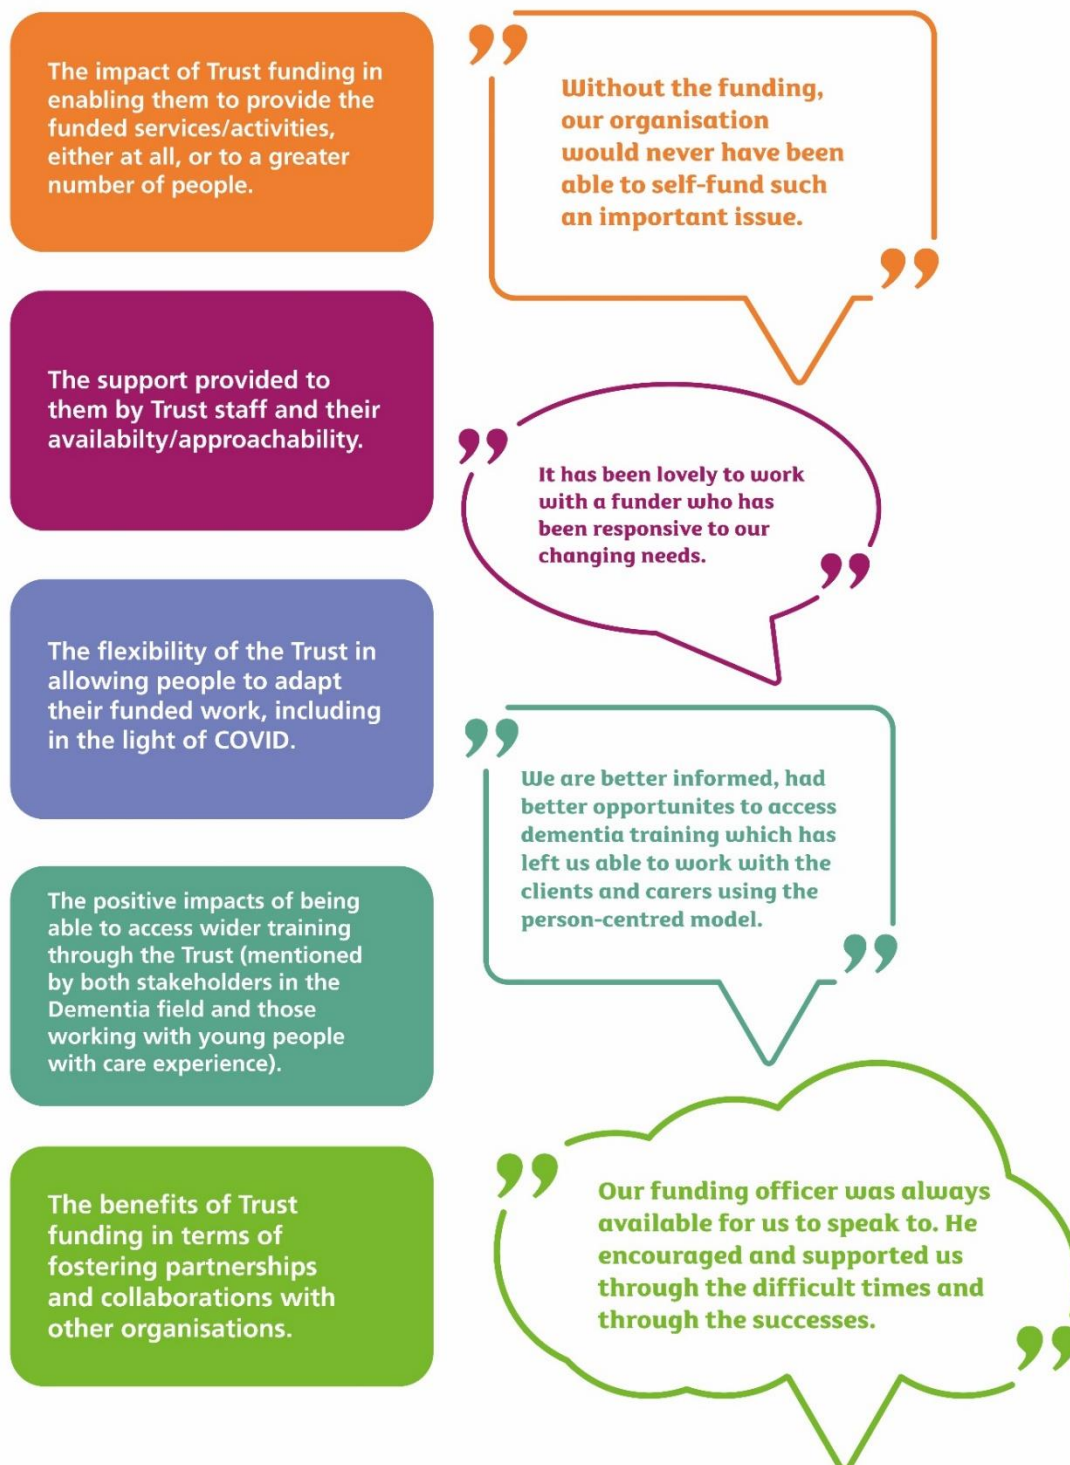 The impact of Trust funding in
enabling them to provide the
funded services/activities,
either at all, or to a greater
number of people.
”
Without the funding,
our organisation
would never have been
able to self-fund such
an important issue.
”
The support provided to
them by Trust staff and their
availabilty/approachability.
”
It has been lovely to work
with a funder who has
been responsive to our
changing needs.
”
The flexibility of the Trust in
allowing people to adapt
their funded work, including
in the light of COVID.
”
We are better informed, had
better opportunites to access
dementia training which has
left us able to work with the
clients and carers using the
person-centred model.
”
The positive impacts of being
able to access wider training
through the Trust (mentioned
by both stakeholders in the
Dementia field and those
working with young people
with care experience).
The benefits of Trust
funding in terms of
fostering partnerships
and collaborations with
other organisations.
”
Our funding officer was always
available for us to speak to. He
encouraged and supported us
through the difficult times and
through the successes.
”